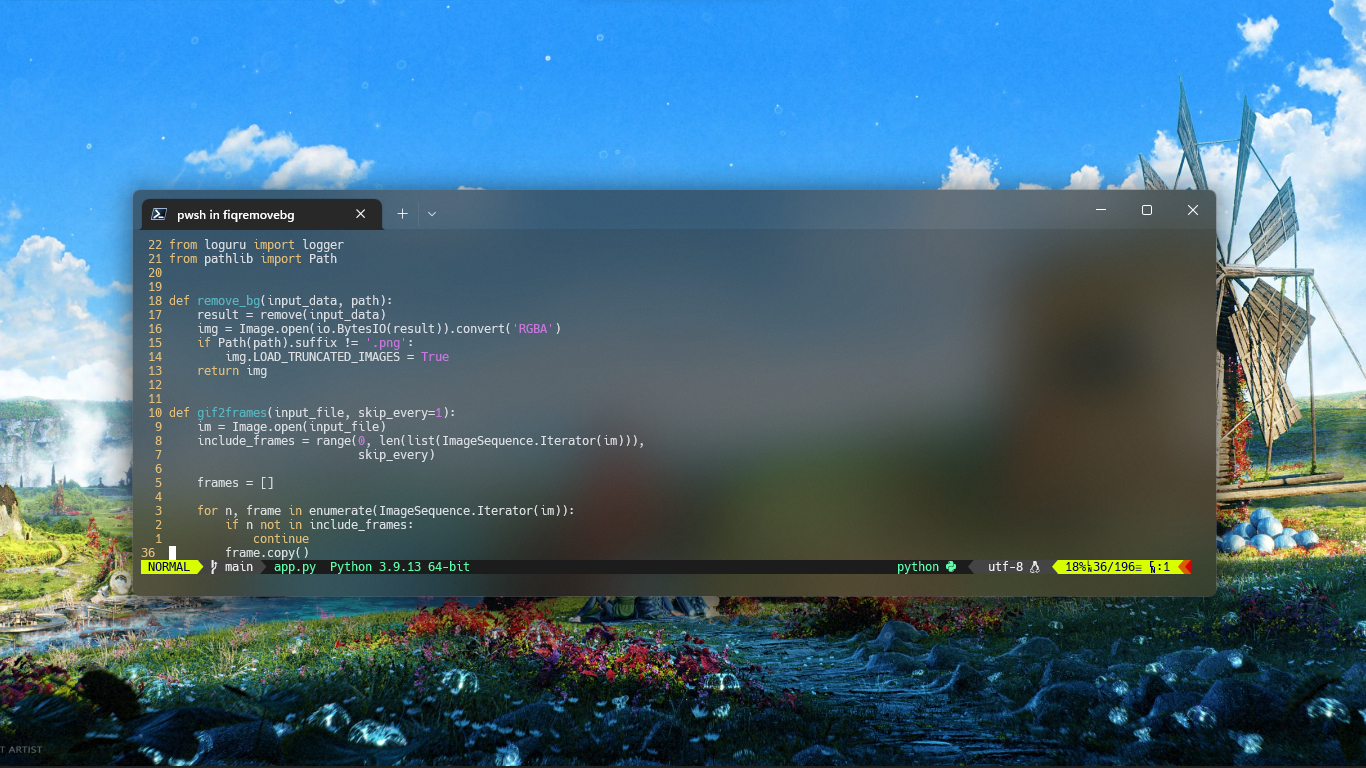 pwsh in fiqremovebg
22 from loguru import logger
21 from pathlib import Path
20
19
18 def remove_bg(input_data, path):
17     result = remove(input_data)
16     img = Image.open(io.BytesIO(result)).convert('RGBA')
15     if Path(path).suffix != '.png':
14         img.LOAD_TRUNCATED_IMAGES = True
13     return img
12
11
10 def gif2frames(input_file, skip_every=1):
 9     im = Image.open(input_file)
 8     include_frames = range(0, len(list(ImageSequence.Iterator(im))),
 7                            skip_every)
 6
 5     frames = []
 4
 3     for n, frame in enumerate(ImageSequence.Iterator(im)):
 2         if n not in include_frames:
 1             continue
36         frame.copy()
NORMAL main app.py Python 3.9.13 64-bit python utf-8 18% 36/196 :1
T ARTIST